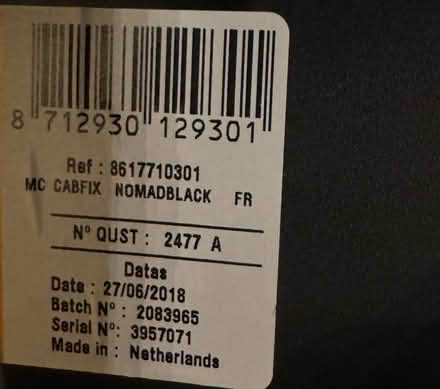 8 712930 129301
Ref : 8617710301
MC CABFIX NOMADBLACK FR
N° QUST : 2477 A
Datas
Date : 27/06/2018
Batch N° : 2083965
Serial N°: 3957071
Made in : Netherlands